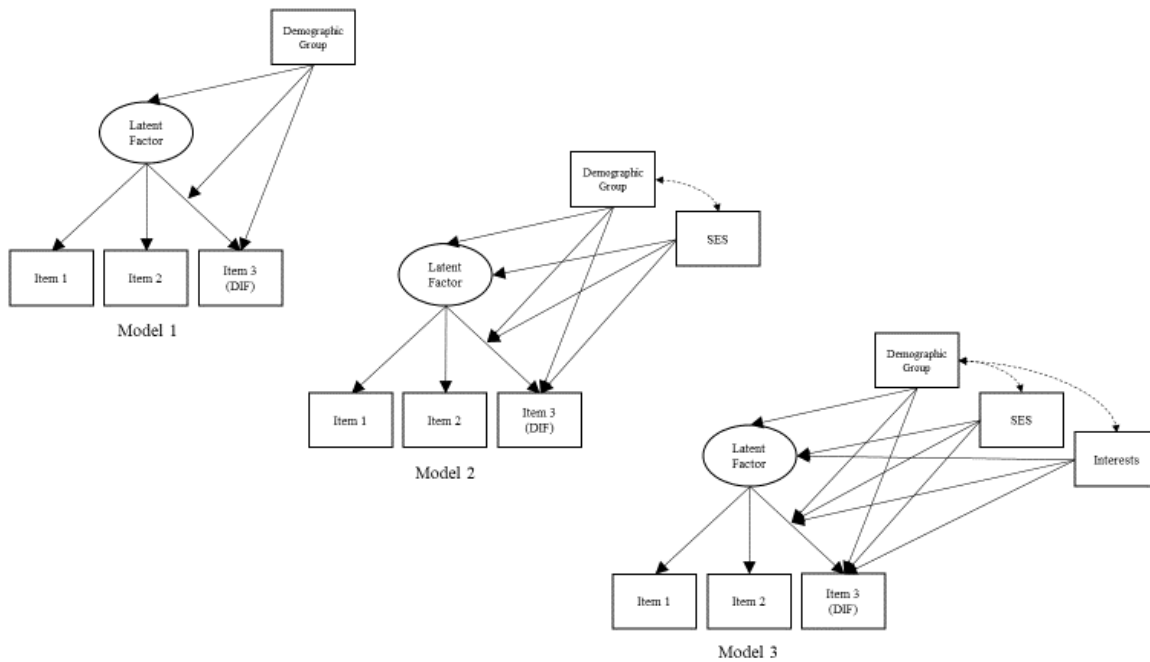 Demographic
Group
Latent
Factor
Item 1
Item 2
Item 3
(DIF)
Model 1
Demographic
Group
SES
Latent
Factor
Item 1
Item 2
Item 3
(DIF)
Model 2
Demographic
Group
SES
Interests
Latent
Factor
Item 1
Item 2
Item 3
(DIF)
Model 3